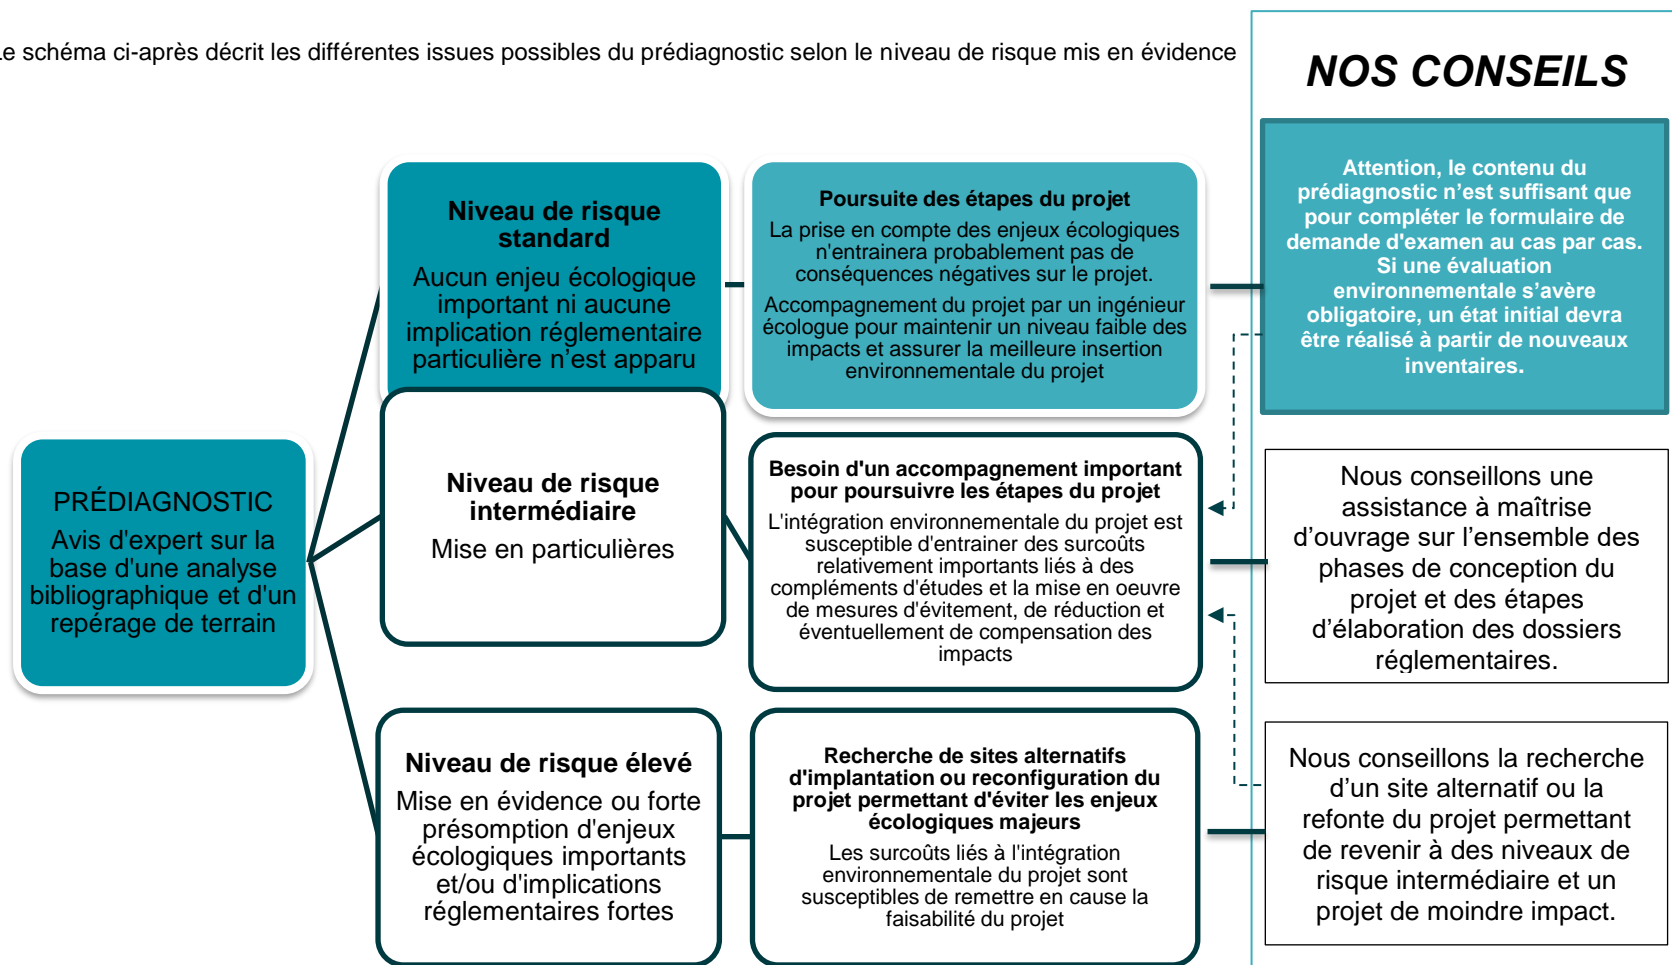 Le schéma ci-après décrit les différentes issues possibles du prédiagnostic selon le niveau de risque mis en évidence
NOS CONSEILS
PRÉDIAGNOSTIC
Avis d'expert sur la
base d'une analyse
bibliographique et d'un
repérage de terrain
Niveau de risque
standard
Aucun enjeu écologique
important ni aucune
implication réglementaire
particulière n'est apparu
Poursuite des étapes du projet
La prise en compte des enjeux écologiques
n'entrainera probablement pas de
conséquences négatives sur le projet.
Accompagnement du projet par un ingénieur
écologue pour maintenir un niveau faible des
impacts et assurer la meilleure insertion
environnementale du projet
Attention, le contenu du
prédiagnostic n’est suffisant que
pour compléter le formulaire de
demande d'examen au cas par cas.
Si une évaluation
environnementale s’avère
obligatoire, un état initial devra
être réalisé à partir de nouveaux
inventaires.
Niveau de risque
intermédiaire
Mise en particulières
Besoin d'un accompagnement important
pour poursuivre les étapes du projet
L'intégration environnementale du projet est
susceptible d'entrainer des surcoûts
relativement importants liés à des
compléments d'études et la mise en oeuvre
de mesures d'évitement, de réduction et
éventuellement de compensation des
impacts
Nous conseillons une
assistance à maîtrise
d’ouvrage sur l’ensemble des
phases de conception du
projet et des étapes
d’élaboration des dossiers
réglementaires.
Niveau de risque élevé
Mise en évidence ou forte
présomption d'enjeux
écologiques importants
et/ou d'implications
réglementaires fortes
Recherche de sites alternatifs
d'implantation ou reconfiguration du
projet permettant d'éviter les enjeux
écologiques majeurs
Les surcoûts liés à l'intégration
environnementale du projet sont
susceptibles de remettre en cause la
faisabilité du projet
Nous conseillons la recherche
d’un site alternatif ou la
refonte du projet permettant
de revenir à des niveaux de
risque intermédiaire et un
projet de moindre impact.